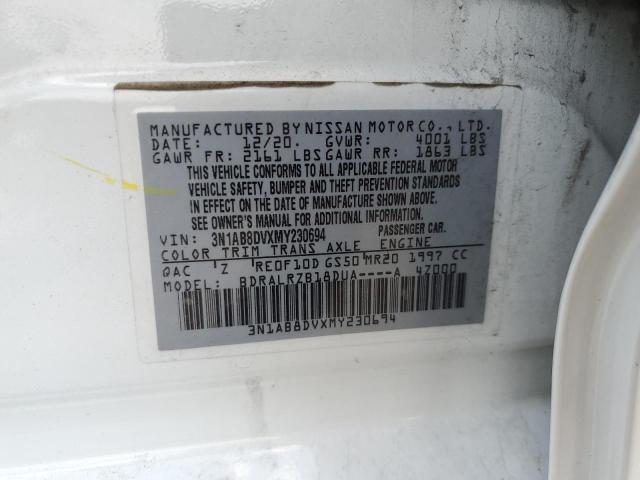 MANUFACTURED BY NISSAN MOTOR CO., LTD.
DATE: 12/20. GVWR: 4001 LBS
GAWR FR: 2161 LBS GAWR RR: 1863 LBS
THIS VEHICLE CONFORMS TO ALL APPLICABLE FEDERAL MOTOR
VEHICLE SAFETY, BUMPER AND THEFT PREVENTION STANDARDS
IN EFFECT ON THE DATE OF MANUFACTURE SHOWN ABOVE.
SEE OWNER'S MANUAL FOR ADDITIONAL INFORMATION
VIN: 3N1AB8DVXMY230694 PASSENGER CAR.
COLOR TRIM TRANS AXLE ENGINE
QAC Z RE0F10D GS50 MR20 1997 CC
MODEL: BDRALRZB18DUA----A 4Z000
3N1AB8DVXMY230694